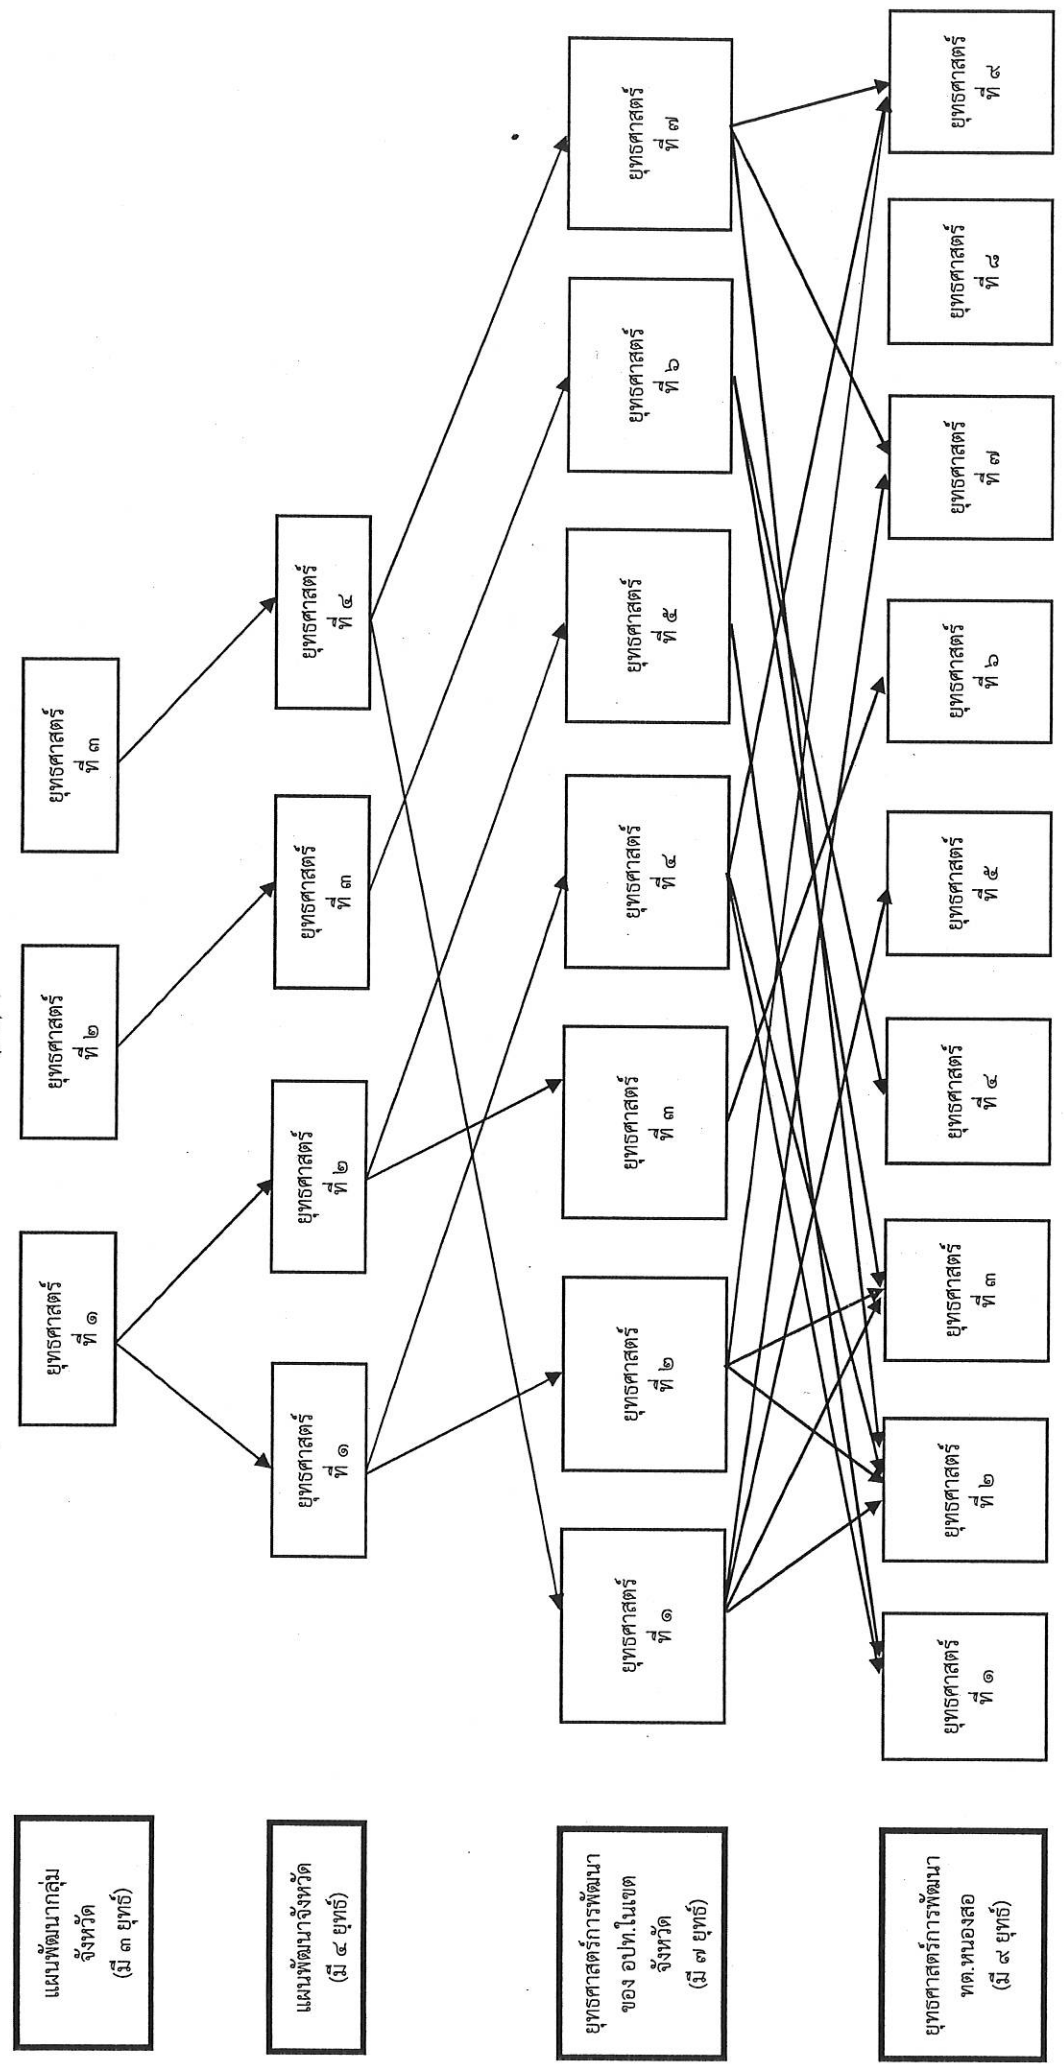 แผนพัฒนากลุ่ม
จังหวัด
(มี ๓ ยุทธ์)
ยุทธศาสตร์
ที่ ๑
ยุทธศาสตร์
ที่ ๒
ยุทธศาสตร์
ที่ ๓
แผนพัฒนาจังหวัด
(มี ๔ ยุทธ์)
ยุทธศาสตร์
ที่ ๑
ยุทธศาสตร์
ที่ ๒
ยุทธศาสตร์
ที่ ๓
ยุทธศาสตร์
ที่ ๔
ยุทธศาสตร์การพัฒนา
ของ อปท.ในเขต
จังหวัด
(มี ๗ ยุทธ์)
ยุทธศาสตร์
ที่ ๑
ยุทธศาสตร์
ที่ ๒
ยุทธศาสตร์
ที่ ๓
ยุทธศาสตร์
ที่ ๔
ยุทธศาสตร์
ที่ ๕
ยุทธศาสตร์
ที่ ๖
ยุทธศาสตร์
ที่ ๗
ยุทธศาสตร์การพัฒนา
ทต.หนองสอ
(มี ๙ ยุทธ์)
ยุทธศาสตร์
ที่ ๑
ยุทธศาสตร์
ที่ ๒
ยุทธศาสตร์
ที่ ๓
ยุทธศาสตร์
ที่ ๔
ยุทธศาสตร์
ที่ ๕
ยุทธศาสตร์
ที่ ๖
ยุทธศาสตร์
ที่ ๗
ยุทธศาสตร์
ที่ ๘
ยุทธศาสตร์
ที่ ๙